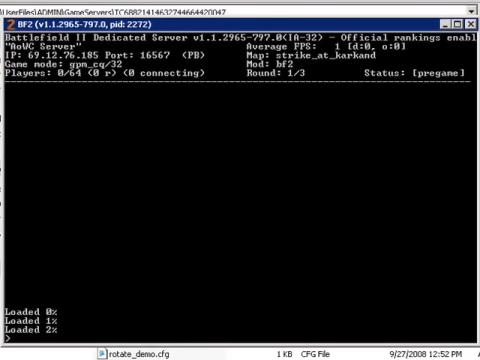 \UserFiles\ADMIN\GameServers\TC68821414632744664420047
BF2 (v1.1.2965-797.0, pid: 2272)
Battlefield II Dedicated Server v1.1.2965-797.0(IA-32) - Official rankings enabl
"AoWC Server" Average FPS: 1 [d:0, o:0]
IP: 69.12.76.185 Port: 16567 (PB) Map: strike_at_karkand
Game mode: gpm_cq/32 Mod: bf2
Players: 0/64 (0 r) (0 connecting) Round: 1/3 Status: [pregame]
Loaded 0%
Loaded 1%
Loaded 2%
>
rotate_demo.cfg 1 KB CFG File 9/27/2008 12:52 PM